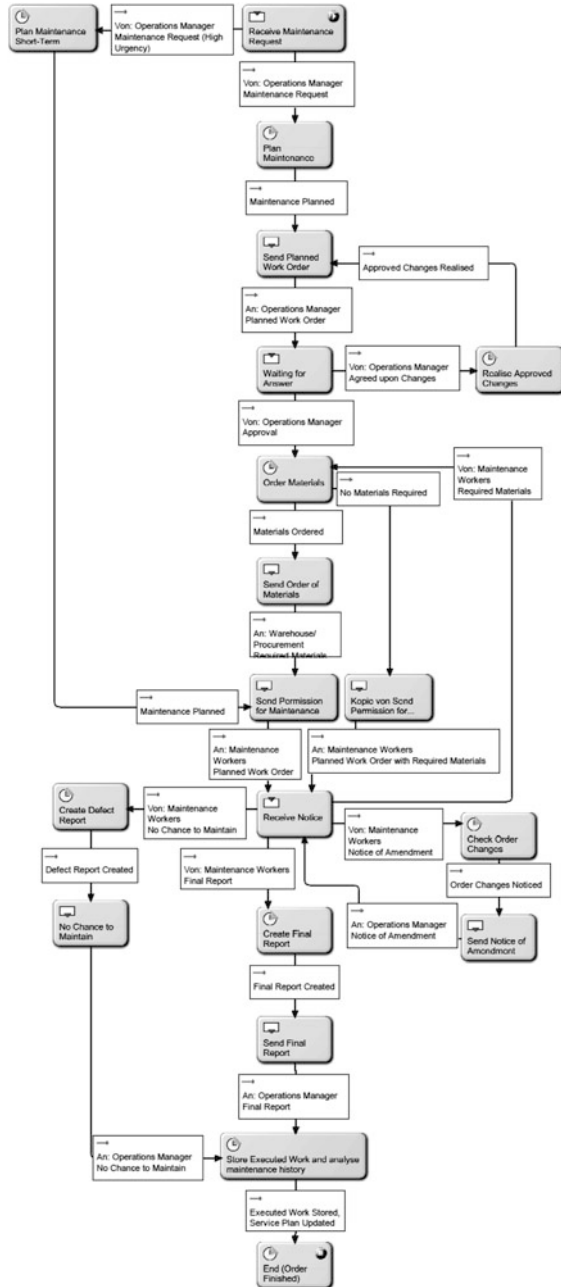 Plan Maintenance
Short-Term
Von: Operations Manager
Maintenance Request (High
Urgency)
Receive Maintenance
Request
Von: Operations Manager
Maintenance Request
Plan
Maintonanco
Maintenance Planned
Send Planned
Work Order
Approved Changes Realised
An: Operations Manager
Planned Work Order
Waiting for
Answer
Von: Operations Manager
Agreed upon Changes
Roaliso Approved
Changes
Von: Operations Manager
Approval
Order Materials
Von: Maintenance
Workers
Required Materials
No Materials Required
Materials Ordered
Send Order of
Materials
An: Warehouse/
Procurement
Required Materials
Maintenance Planned
Sond Permission
for Maintenance
Kopic von Sond
Permission for...
An: Maintenance
Workers
Planned Work Order
An: Maintenance Workers
Planned Work Order with Required Materials
Create Defect
Report
Von: Maintenance
Workers
No Chance to Maintain
Receive Notice
Von: Maintenance
Workers
Notice of Amendment
Check Order
Changos
Defect Report Created
Von: Maintenance Workers
Final Report
Order Changes Noticed
No Chance to
Maintain
Create Final
Report
An: Operations Manager
Notice of Amendment
Send Notice of
Amondmont
Final Report Created
Send Final
Report
An: Operations Manager
Final Report
An: Operations Manager
No Chance to Maintain
Store Executed Work and analyse
maintenance history
Executed Work Stored,
Service Plan Updated
End (Order
Finished)